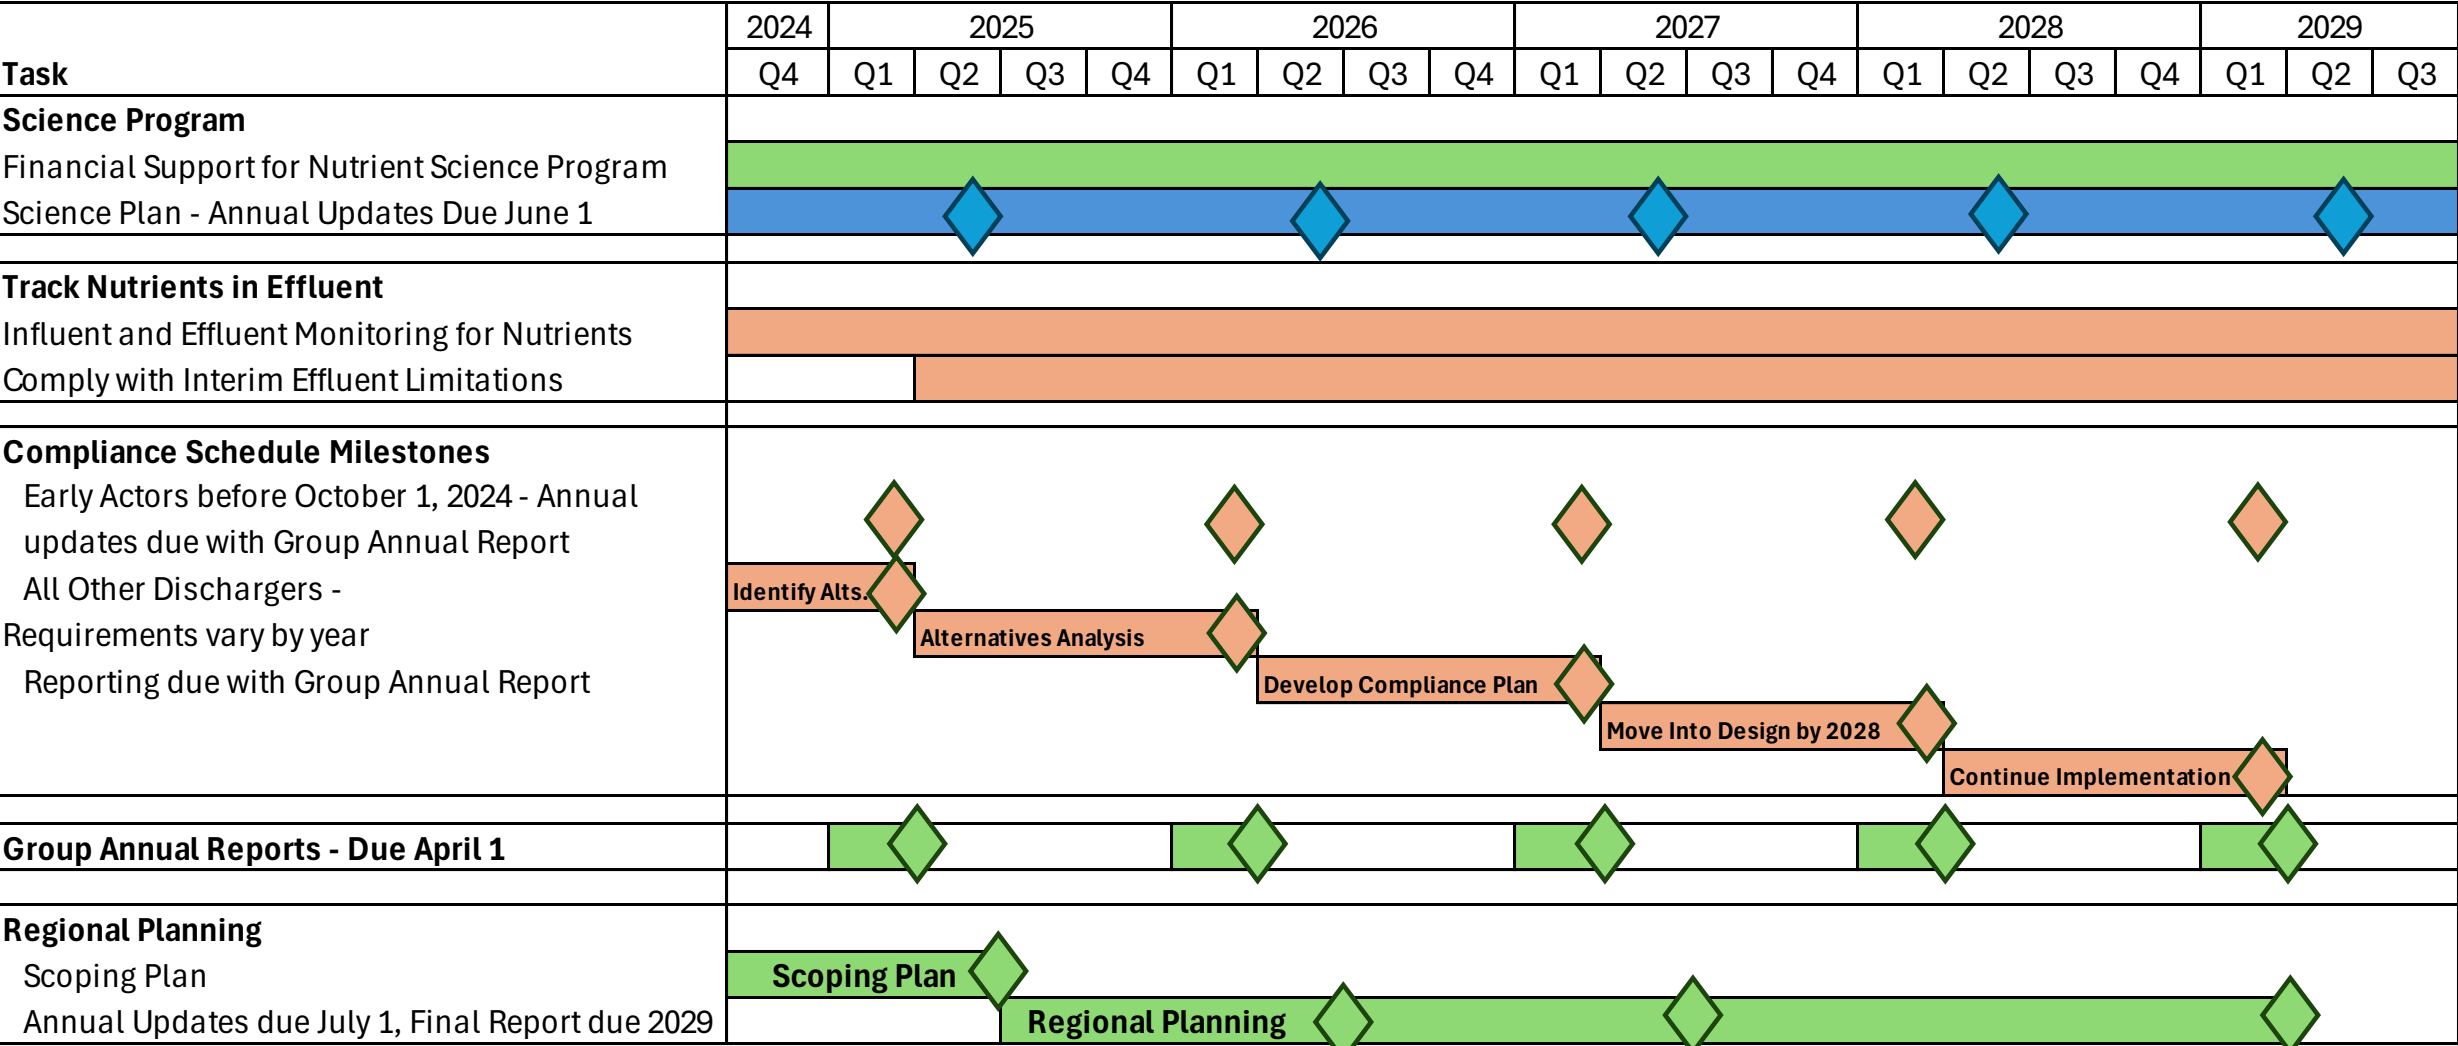 2024 2025 2026 2027 2028 2029
Task Q4 Q1 Q2 Q3 Q4 Q1 Q2 Q3 Q4 Q1 Q2 Q3 Q4 Q1 Q2 Q3 Q4 Q1 Q2 Q3
Science Program
Financial Support for Nutrient Science Program
Science Plan - Annual Updates Due June 1
Track Nutrients in Effluent
Influent and Effluent Monitoring for Nutrients
Comply with Interim Effluent Limitations
Compliance Schedule Milestones
Early Actors before October 1, 2024 - Annual
updates due with Group Annual Report
All Other Dischargers - Identify Alts.
Requirements vary by year Alternatives Analysis
Reporting due with Group Annual Report Develop Compliance Plan
Move Into Design by 2028
Continue Implementation
Group Annual Reports - Due April 1
Regional Planning
Scoping Plan Scoping Plan
Annual Updates due July 1, Final Report due 2029 Regional Planning